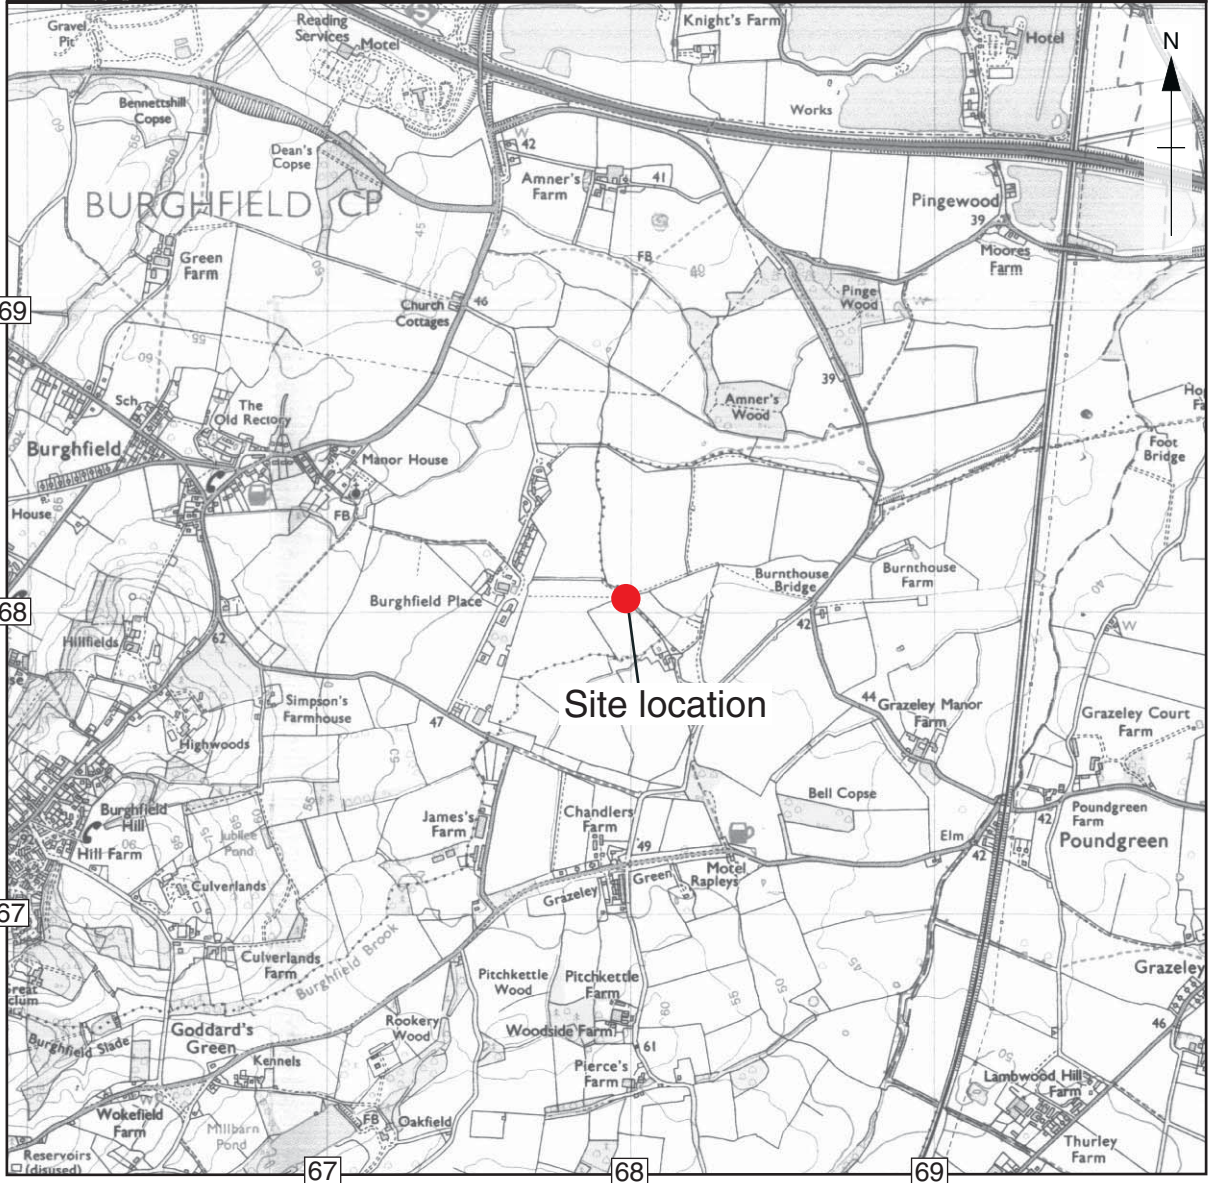 Gravel
Pit
Reading
Services
Motel
S
Knight's Farm
Hotel
N
Bennettshill
Copse
Works
Dean's
Copse
W
42
Amner's
Farm
41
BURGHFIELD CP
Pingewood
39
Moores
Farm
Green
Farm
FB
Pinge
Wood
Church
Cottages
46
69
39
Amner's
Wood
Sch
The
Old Rectory
Burghfield
Manor House
Foot
Bridge
House
FB
Burnthouse
Bridge
Burnthouse
Farm
Burghfield Place
68
42
62
Hillfields
W
Simpson's
Farmhouse
Site location
47
44
Grazeley Manor
Farm
Grazeley Court
Farm
Highwoods
Bell Copse
Burghfield
Hill
James's
Farm
Chandlers
Farm
Poundgreen
Farm
42
Poundgreen
Jubilee
Pond
Hill Farm
49
Elm
42
Culverlands
Motel
Rapleys
Grazeley Green
67
Culverlands
Farm
Burghfield Brook
Pitchkettle
Wood
Pitchkettle
Farm
Grazeley
Goddard's
Green
Rookery
Wood
Woodside Farm
46
Burghfield Slade
Kennels
61
Pierce's
Farm
Lambwood Hill
Farm
Wokefield
Farm
Millbarn
Pond
FB
Oakfield
Thurley
Farm
Reservoirs
(disused)
67
68
69